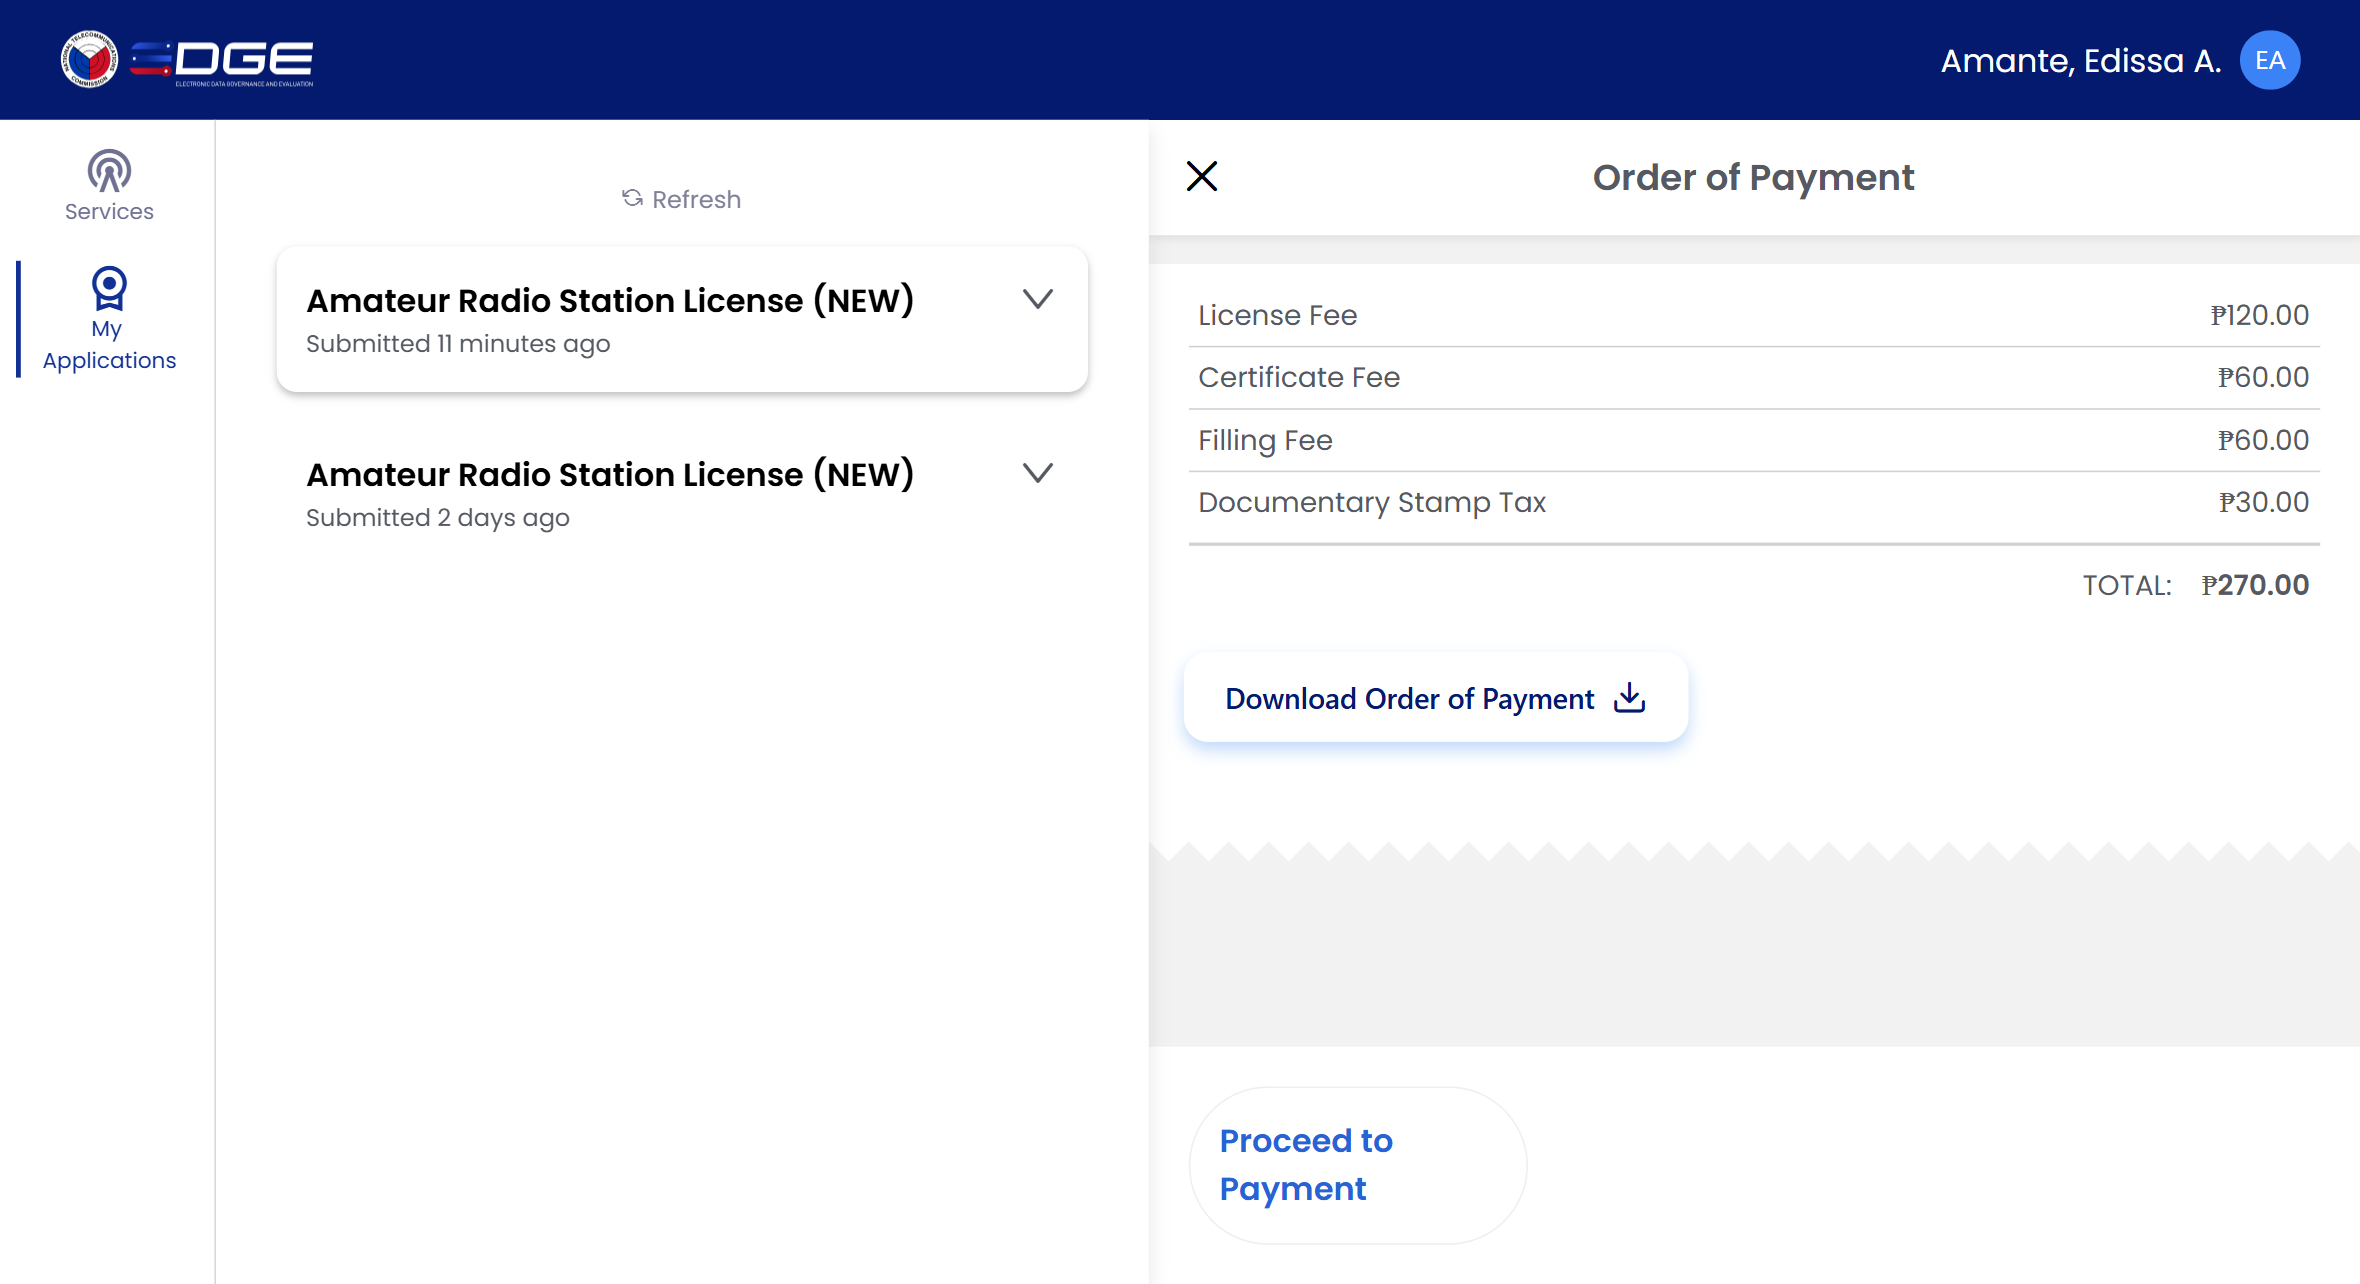 NATIONAL TELECOMMUNICATIONS COMMISSION
EDGE
ELECTRONIC DATA GOVERNANCE AND EVALUATION
Amante, Edissa A.
EA
Services
My
Applications
Refresh
Amateur Radio Station License (NEW)
Submitted 11 minutes ago
Amateur Radio Station License (NEW)
Submitted 2 days ago
Order of Payment
License Fee ₱120.00
Certificate Fee ₱60.00
Filling Fee ₱60.00
Documentary Stamp Tax ₱30.00
TOTAL: ₱270.00
Download Order of Payment
Proceed to
Payment